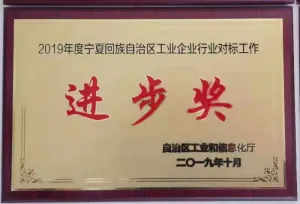 2019年度宁夏回族自治区工业企业行业对标工作
进步奖
自治区工业和信息化厅
二〇一九年十月